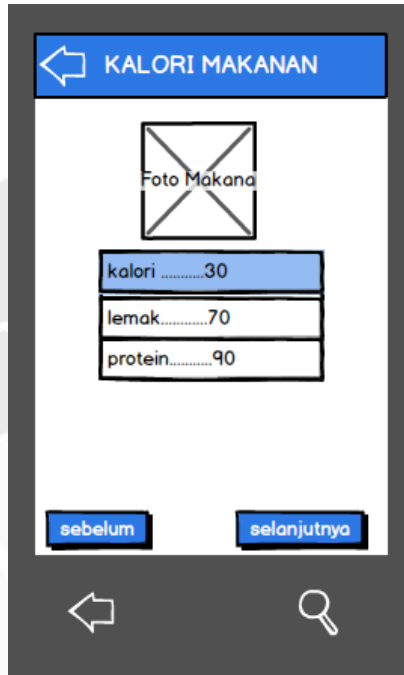 KALORI MAKANAN
Foto Makana
kalori ...........30
lemak............70
protein...........90
sebelum
selanjutnya